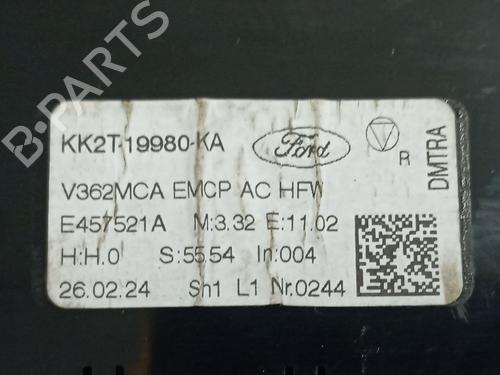 B-PARTS
KK2T-19980-KA Ford R
V362MCA EMCP AC HFW
E457521A M:3.32 E:11.02
H:H.0 S:55.54 In:004
26.02.24 Sh1 L1 Nr.0244
DMTRA